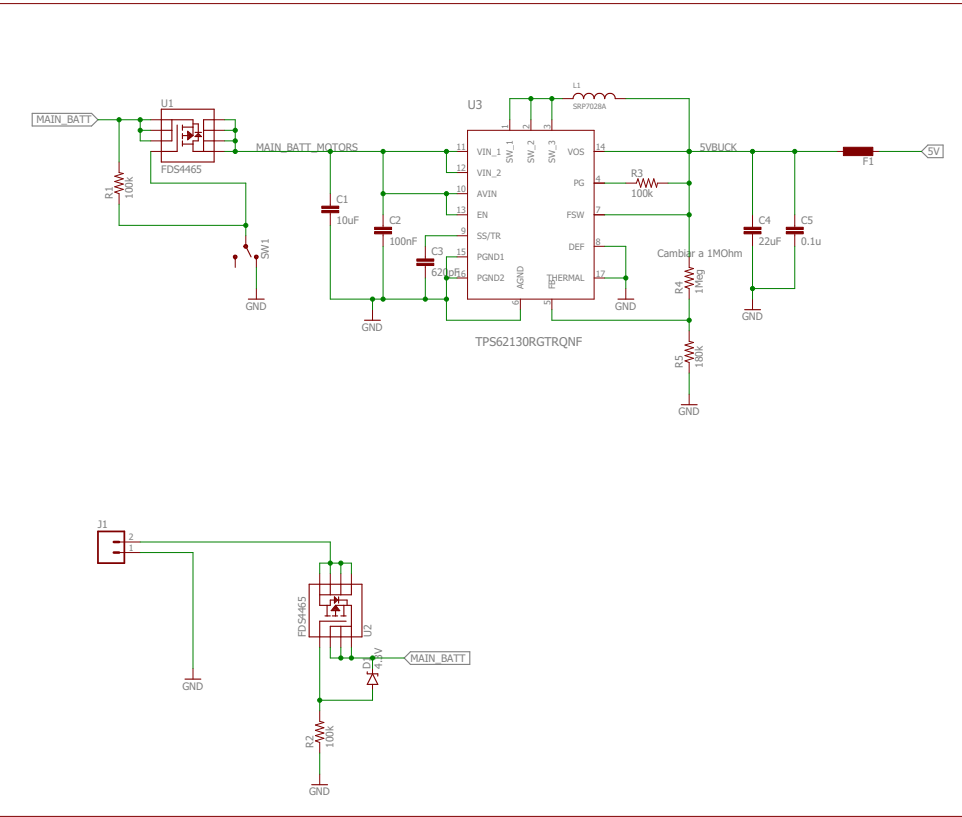 L1
SRP7028A
U1
U3
MAIN_BATT
FDS4465
R1
100k
SW1
GND
MAIN_BATT_MOTORS
C1
10uF
C2
100nF
C3
620pF
GND
1
2
3
SW_1
SW_2
SW_3
11
VIN_1
12
VIN_2
10
AVIN
13
EN
9
SS/TR
15
PGND1
16
PGND2
AGND
6
FB
5
VOS
14
PG
4
FSW
7
DEF
8
THERMAL
17
TPS62130RGTRQNF
R3
100k
5VBUCK
F1
5V
Cambiar a 1MOhm
R4
1Meg
GND
R5
180k
GND
C4
22uF
C5
0.1u
GND
J1
2
1
GND
FDS4465
U2
D1
4.3V
MAIN_BATT
R2
100k
GND